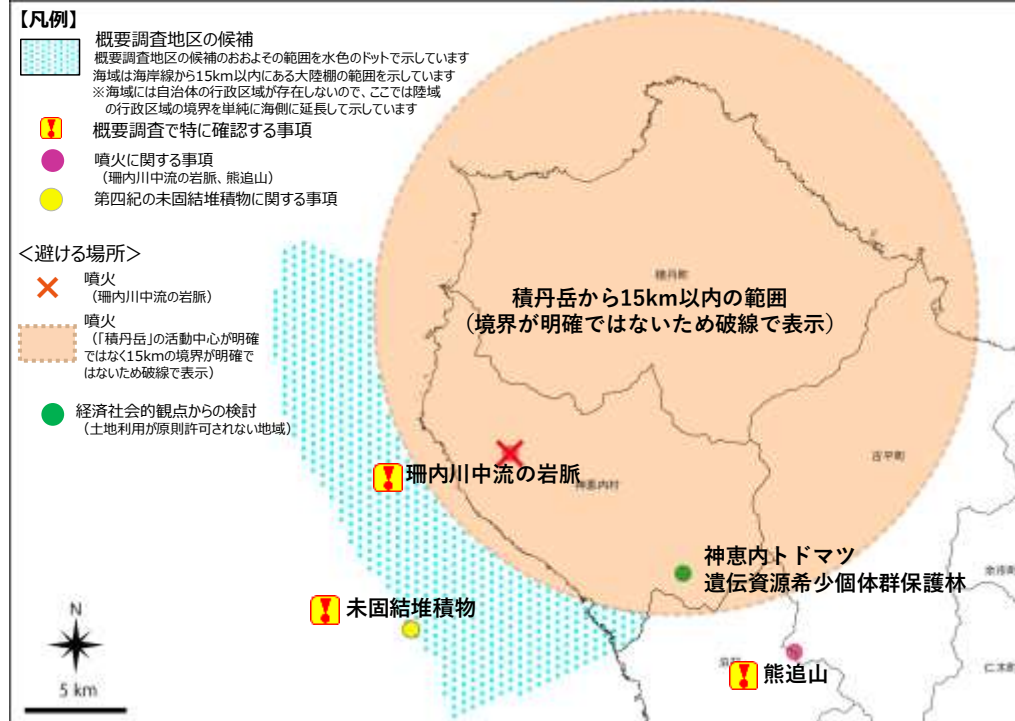 【凡例】
概要調査地区の候補
概要調査地区の候補のおおよその範囲を水色のドットで示しています
海域は海岸線から15km以内にある大陸棚の範囲を示しています
※海域には自治体の行政区域が存在しないので、ここでは陸域
の行政区域の境界を単純に海側に延長して示しています
概要調査で特に確認する事項
噴火に関する事項
（珊内川中流の岩脈、熊追山）
第四紀の未固結堆積物に関する事項
＜避ける場所＞
噴火
（珊内川中流の岩脈）
噴火
（「積丹岳」の活動中心が明確
ではなく15kmの境界が明確で
はないため破線で表示）
経済社会的観点からの検討
（土地利用が原則許可されない地域）
積丹町
積丹岳から15km以内の範囲
（境界が明確ではないため破線で表示）
古平町
珊内川中流の岩脈
神恵内村
神恵内トドマツ
遺伝資源希少個体群保護林
余市町
未固結堆積物
熊追山
仁木町
N
5 km